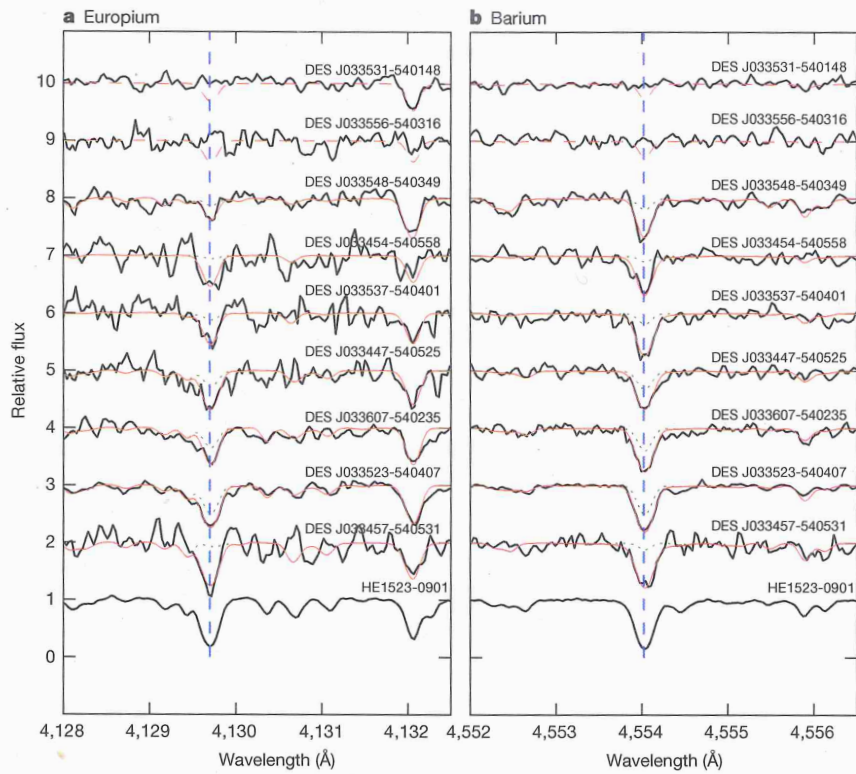 a Europium
10
9
8
7
6
5
4
3
2
1
0
Relative flux
DES J033531-540148
DES J033556-540316
DES J033548-540349
DES J033454-540558
DES J033537-540401
DES J033447-540525
DES J033607-540235
DES J033523-540407
DES J033457-540531
HE1523-0901
4,128
4,129
4,130
4,131
4,132
Wavelength (Å)
b Barium
DES J033531-540148
DES J033556-540316
DES J033548-540349
DES J033454-540558
DES J033537-540401
DES J033447-540525
DES J033607-540235
DES J033523-540407
DES J033457-540531
HE1523-0901
4,552
4,553
4,554
4,555
4,556
Wavelength (Å)